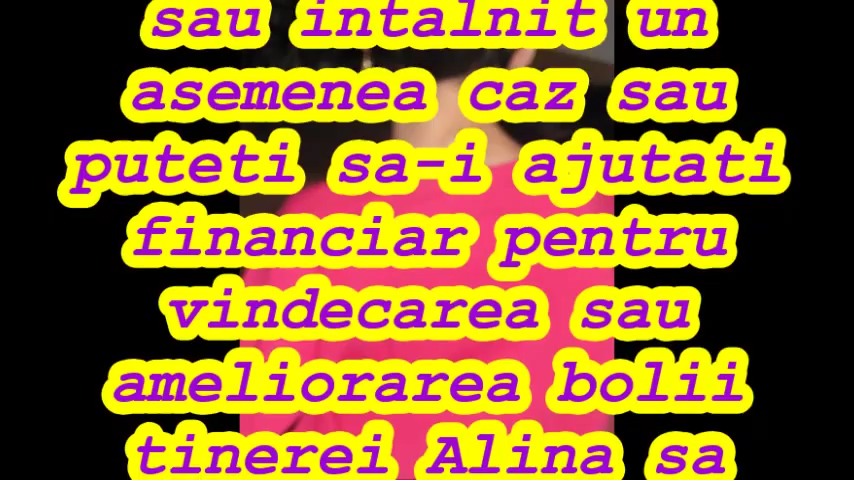 sau intalnit un
asemenea caz sau
puteti sa-i ajutati
financiar pentru
vindecarea sau
ameliorarea bolii
tinerei Alina sa